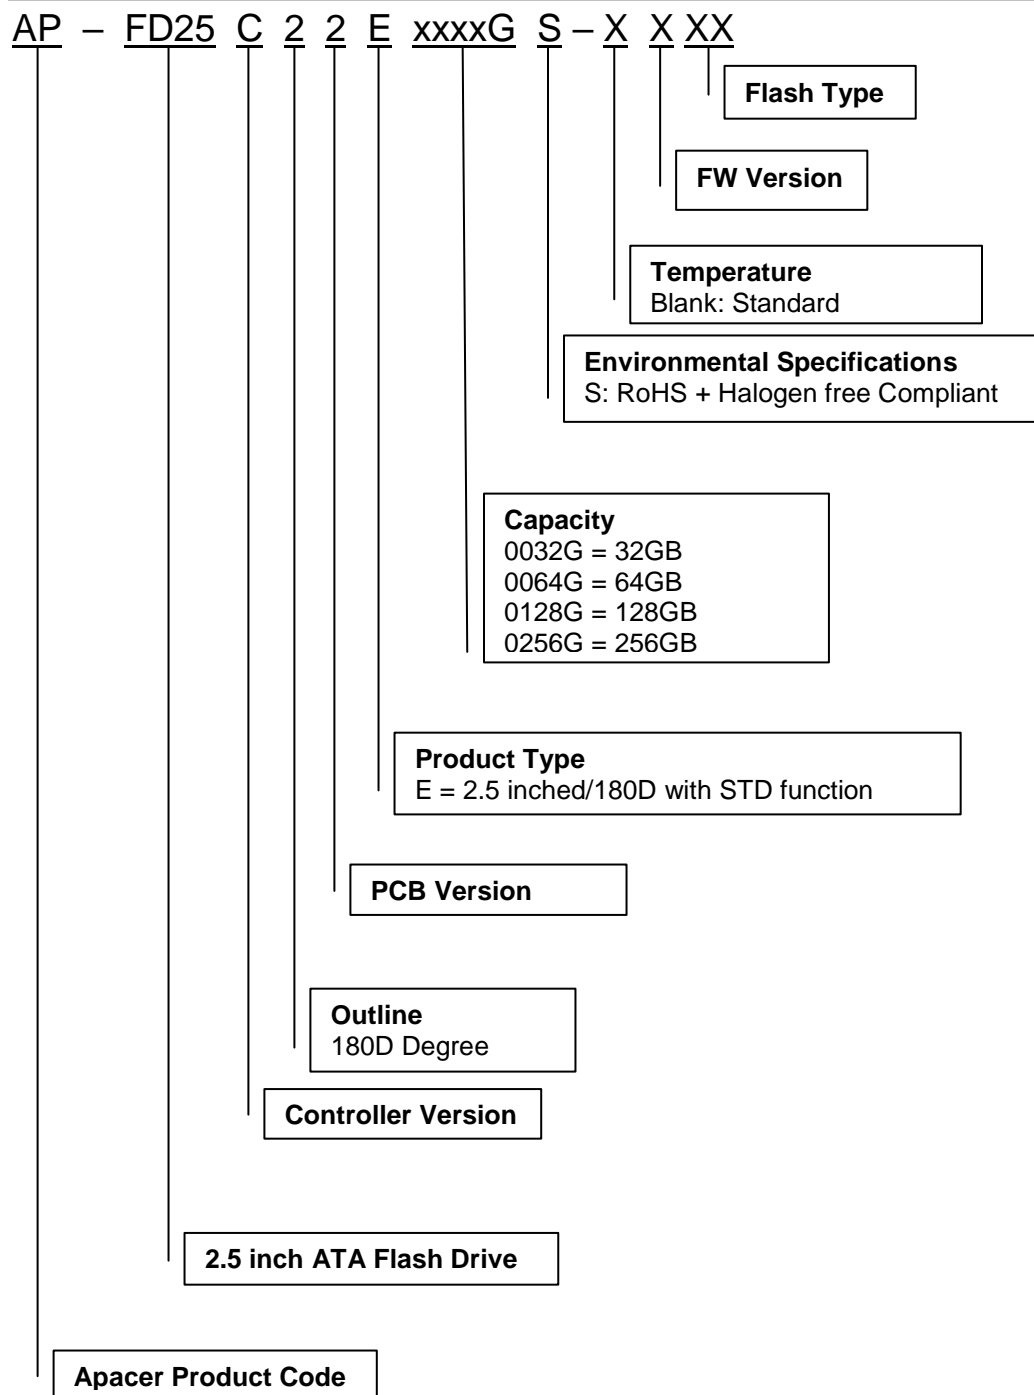 AP – FD25 C 2 2 E xxxxG S – X X XX
Flash Type
FW Version
Temperature
Blank: Standard
Environmental Specifications
S: RoHS + Halogen free Compliant
Capacity
0032G = 32GB
0064G = 64GB
0128G = 128GB
0256G = 256GB
Product Type
E = 2.5 inched/180D with STD function
PCB Version
Outline
180D Degree
Controller Version
2.5 inch ATA Flash Drive
Apacer Product Code